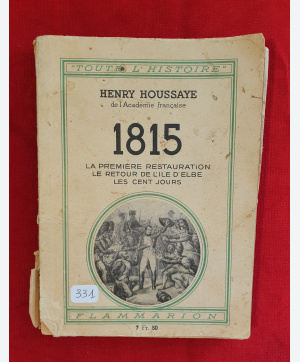 "TOUTE L'HISTOIRE"
HENRY HOUSSAYE
de l'Académie française
1815
LA PREMIÈRE RESTAURATION
LE RETOUR DE L'ILE D'ELBE
LES CENT JOURS
331
FLAMMARION
7 Fr. 50